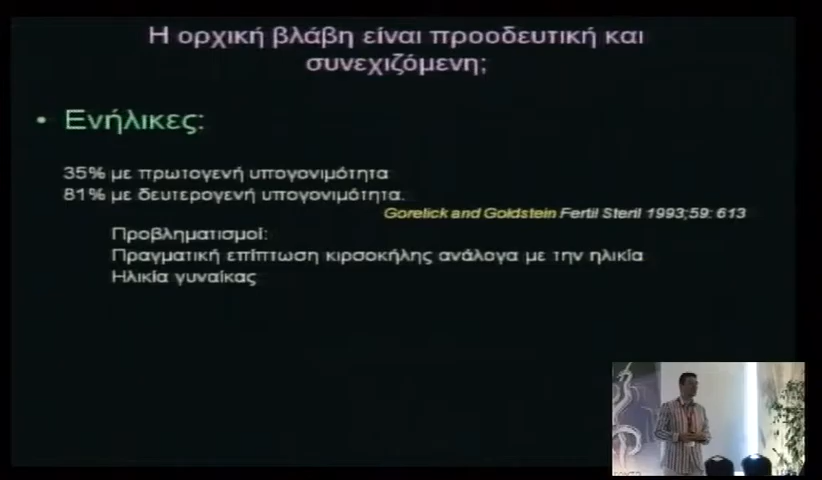 Η ορχική βλάβη είναι προοδευτική και
συνεχιζόμενη;
• Ενήλικες:
35% με πρωτογενή υπογονιμότητα
81% με δευτερογενή υπογονιμότητα.
Gorelick and Goldstein Fertil Steril 1993;59: 613
Προβληματισμοί:
Πραγματική επίπτωση κιρσοκήλης ανάλογα με την ηλικία
Ηλικία γυναίκας